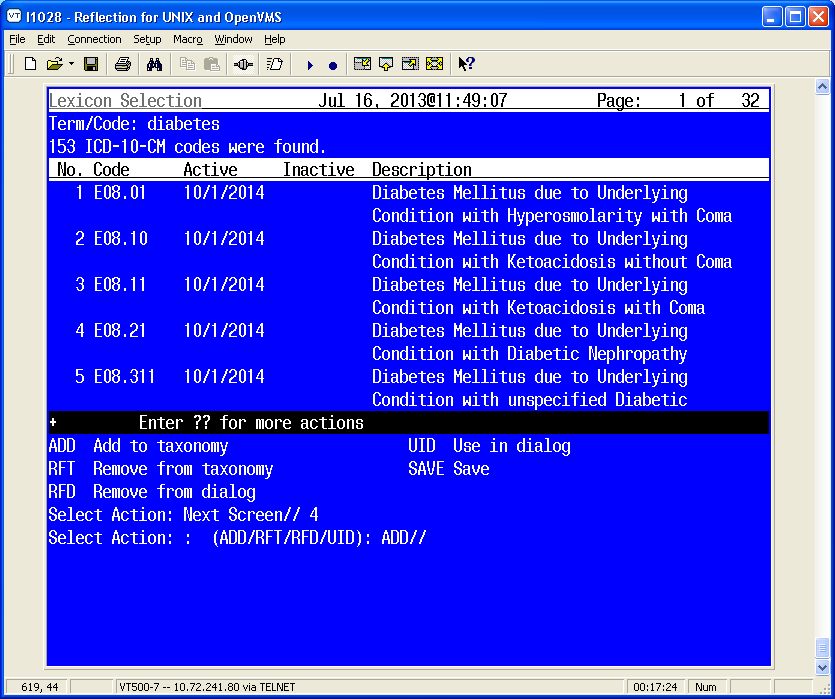 VT I1028 - Reflection for UNIX and OpenVMS
File Edit Connection Setup Macro Window Help
Lexicon Selection Jul 16, 2013@11:49:07 Page: 1 of 32
Term/Code: diabetes
153 ICD-10-CM codes were found.
No. Code Active Inactive Description
1 E08.01 10/1/2014 Diabetes Mellitus due to Underlying
Condition with Hyperosmolarity with Coma
2 E08.10 10/1/2014 Diabetes Mellitus due to Underlying
Condition with Ketoacidosis without Coma
3 E08.11 10/1/2014 Diabetes Mellitus due to Underlying
Condition with Ketoacidosis with Coma
4 E08.21 10/1/2014 Diabetes Mellitus due to Underlying
Condition with Diabetic Nephropathy
5 E08.311 10/1/2014 Diabetes Mellitus due to Underlying
Condition with unspecified Diabetic
+ Enter ?? for more actions
ADD Add to taxonomy UID Use in dialog
RFT Remove from taxonomy SAVE Save
RFD Remove from dialog
Select Action: Next Screen// 4
Select Action: : (ADD/RFT/RFD/UID): ADD//
619, 44 VT500-7 -- 10.72.241.80 via TELNET 00:17:24 Num